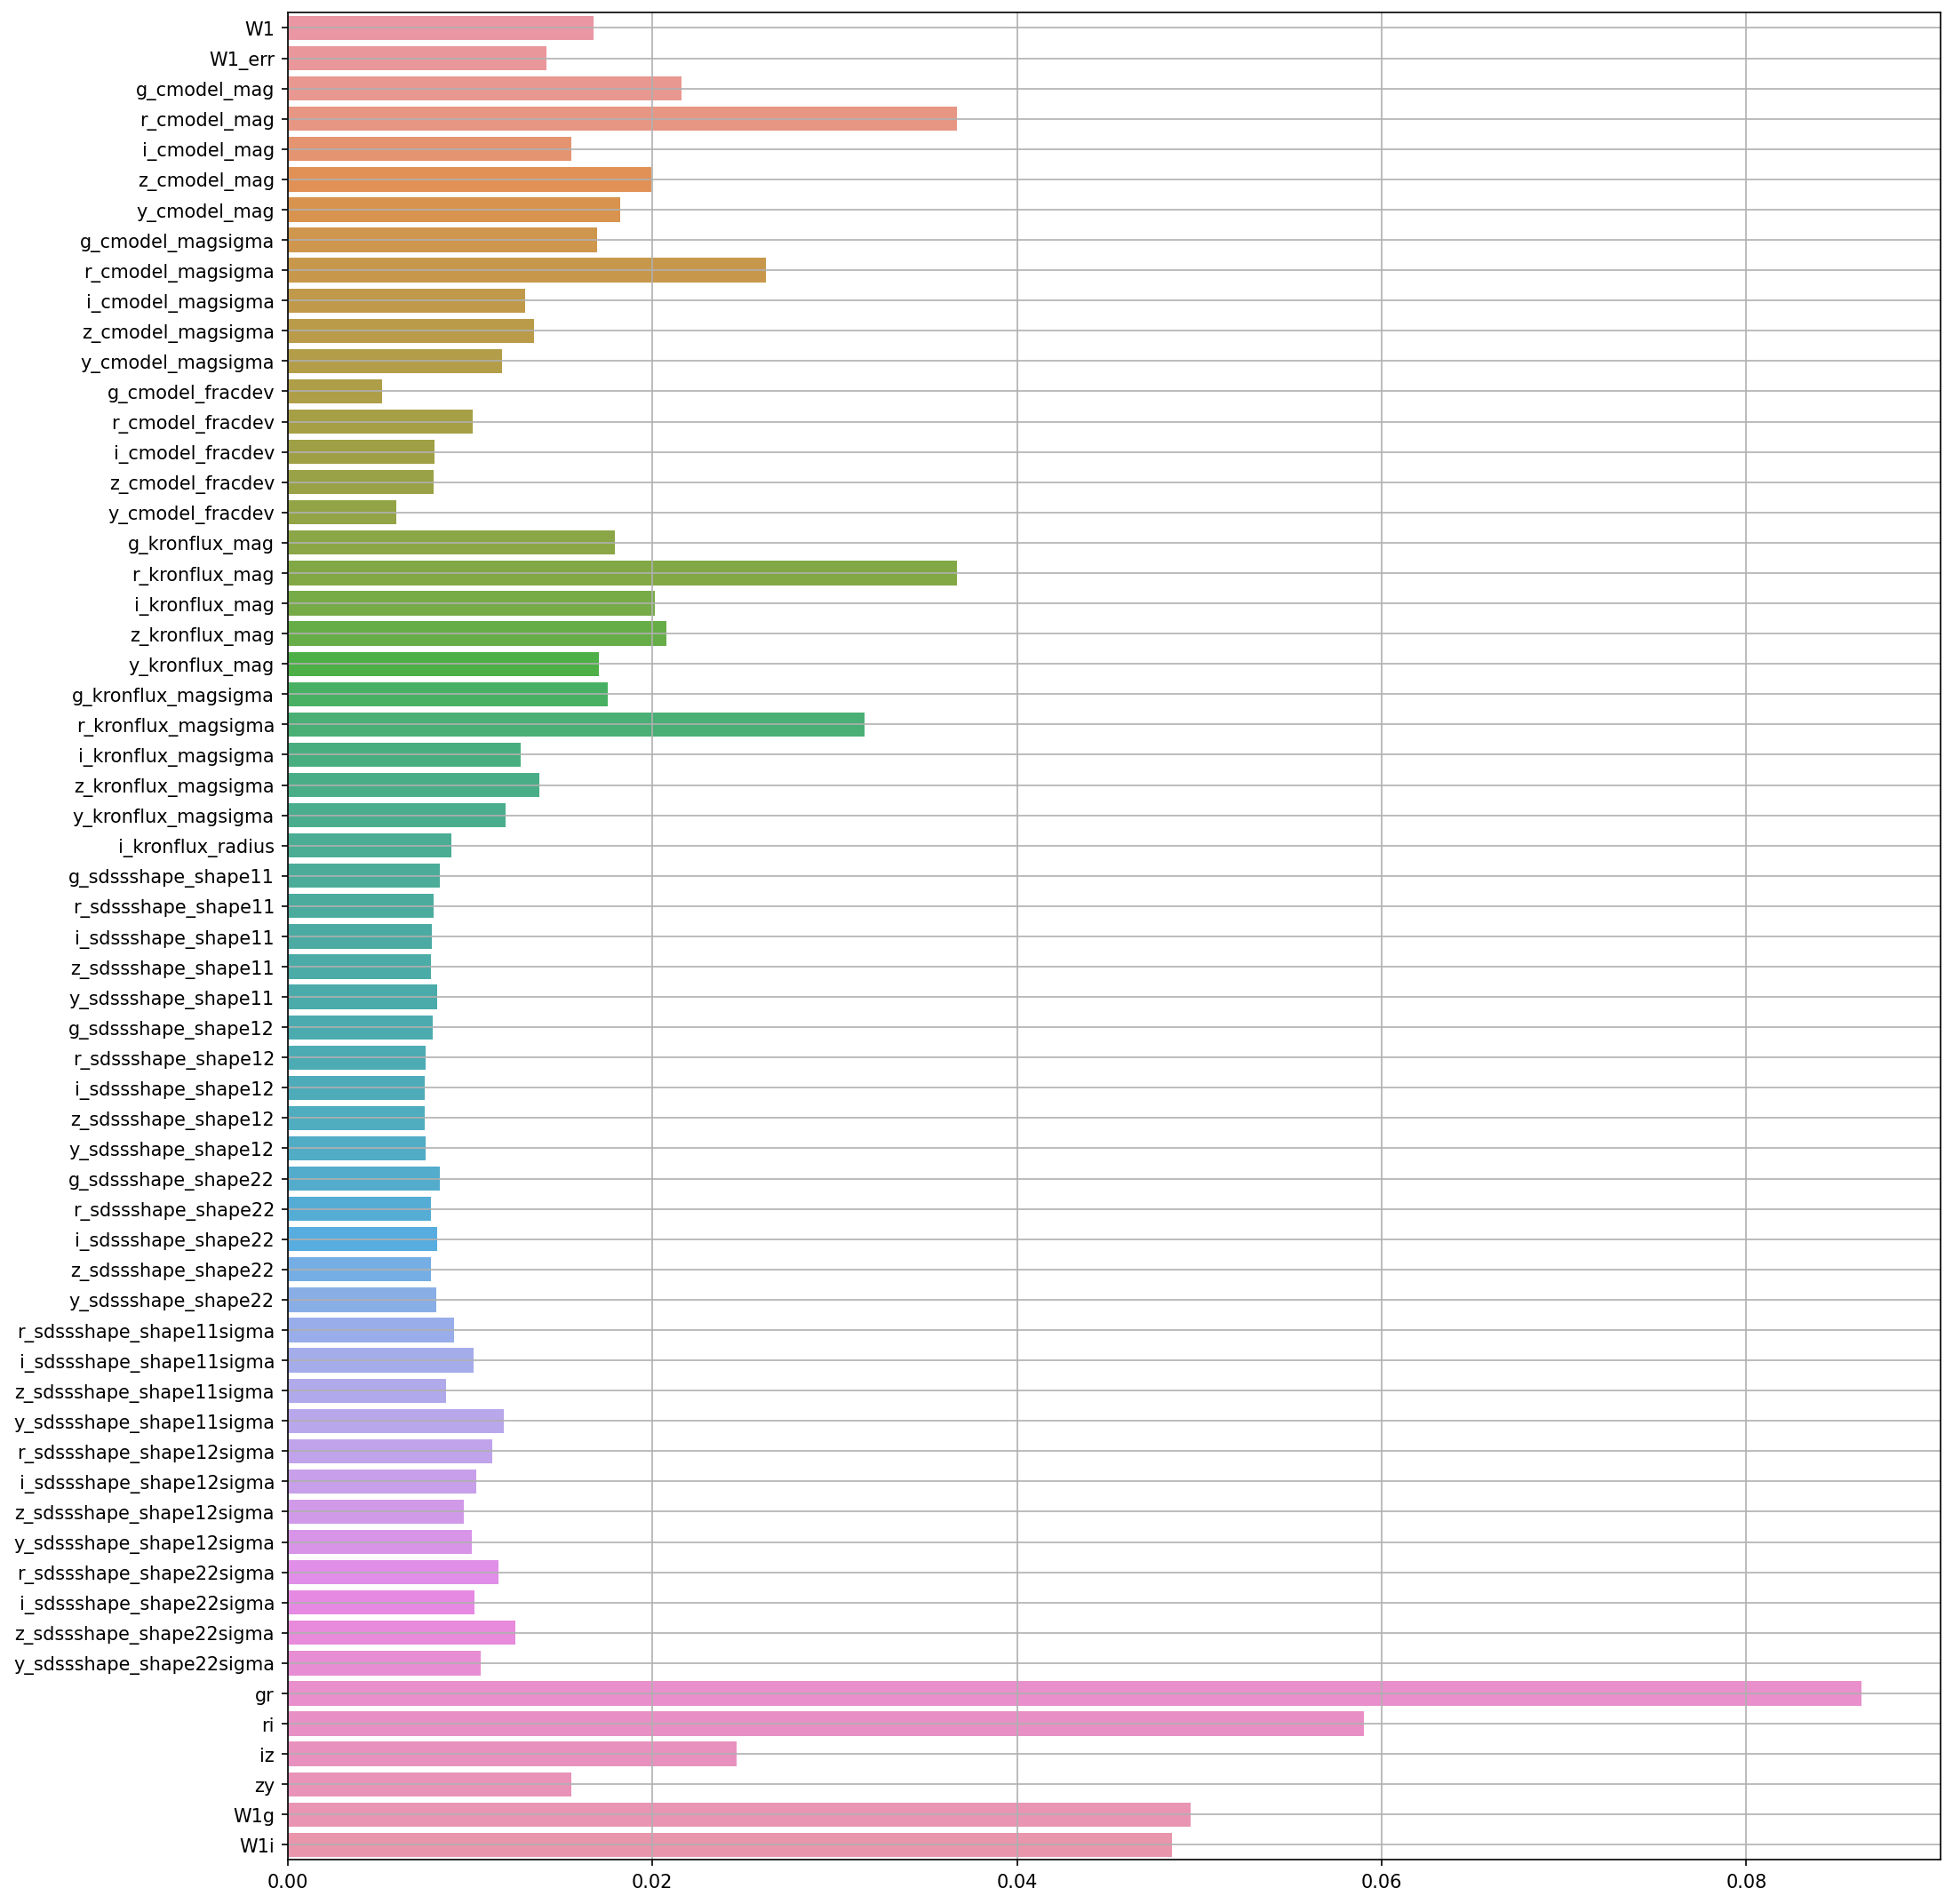 W1
W1_err
g_cmodel_mag
r_cmodel_mag
i_cmodel_mag
z_cmodel_mag
y_cmodel_mag
g_cmodel_magsigma
r_cmodel_magsigma
i_cmodel_magsigma
z_cmodel_magsigma
y_cmodel_magsigma
g_cmodel_fracdev
r_cmodel_fracdev
i_cmodel_fracdev
z_cmodel_fracdev
y_cmodel_fracdev
g_kronflux_mag
r_kronflux_mag
i_kronflux_mag
z_kronflux_mag
y_kronflux_mag
g_kronflux_magsigma
r_kronflux_magsigma
i_kronflux_magsigma
z_kronflux_magsigma
y_kronflux_magsigma
i_kronflux_radius
g_sdssshape_shape11
r_sdssshape_shape11
i_sdssshape_shape11
z_sdssshape_shape11
y_sdssshape_shape11
g_sdssshape_shape12
r_sdssshape_shape12
i_sdssshape_shape12
z_sdssshape_shape12
y_sdssshape_shape12
g_sdssshape_shape22
r_sdssshape_shape22
i_sdssshape_shape22
z_sdssshape_shape22
y_sdssshape_shape22
r_sdssshape_shape11sigma
i_sdssshape_shape11sigma
z_sdssshape_shape11sigma
y_sdssshape_shape11sigma
r_sdssshape_shape12sigma
i_sdssshape_shape12sigma
z_sdssshape_shape12sigma
y_sdssshape_shape12sigma
r_sdssshape_shape22sigma
i_sdssshape_shape22sigma
z_sdssshape_shape22sigma
y_sdssshape_shape22sigma
gr
ri
iz
zy
W1g
W1i
0.00 0.02 0.04 0.06 0.08